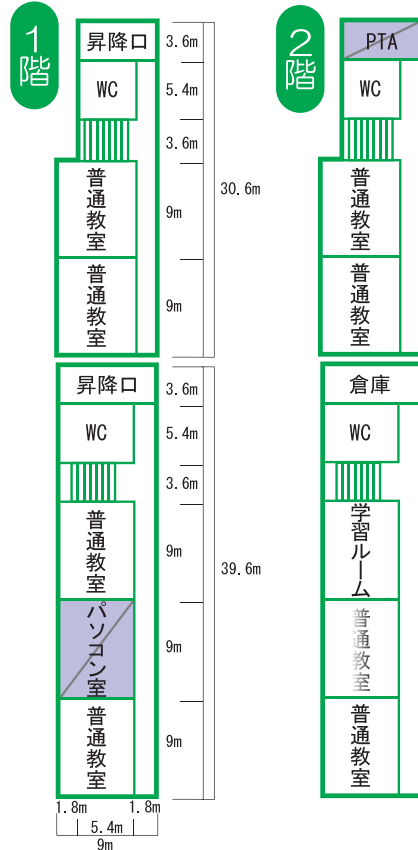 1階
昇降口
3.6m
WC
5.4m
3.6m
普通教室
9m
普通教室
9m
30.6m
昇降口
3.6m
WC
5.4m
3.6m
普通教室
9m
パソコン室
9m
普通教室
9m
39.6m
1.8m
1.8m
5.4m
9m
2階
PTA
WC
普通教室
普通教室
倉庫
WC
学習ルーム
普通教室
普通教室